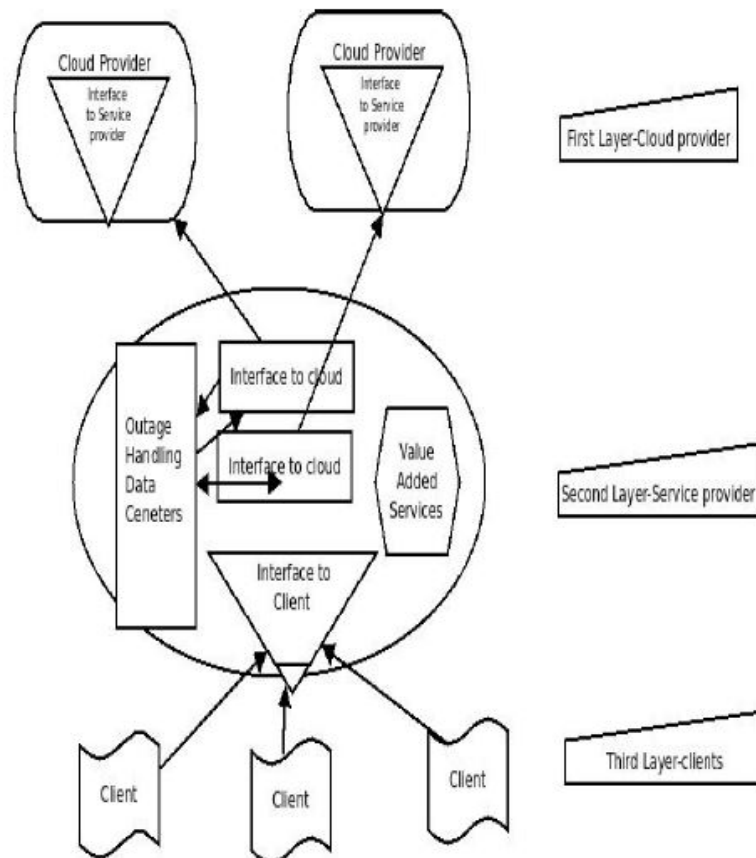 Cloud Provider
Interface
to Service
provider
Cloud Provider
Interface
to Service
provider
First Layer-Cloud provider
Interface to cloud
Outage
Handling
Data
Ceneters
Interface to cloud
Value
Added
Services
Second Layer-Service provider
Interface to
Client
Client
Client
Client
Third Layer-clients